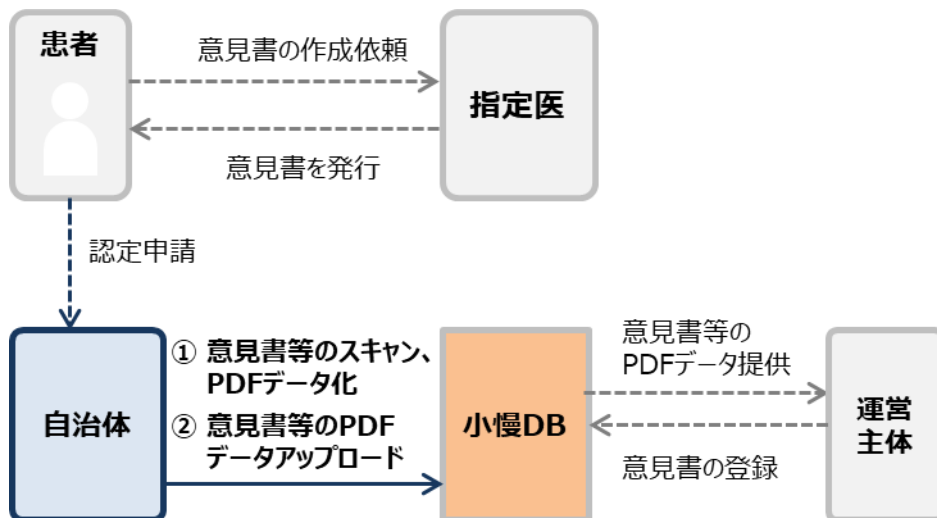 患者
意見書の作成依頼
指定医
意見書を発行
認定申請
自治体
① 意見書等のスキャン、
PDFデータ化
② 意見書等のPDF
データアップロード
小慢DB
意見書等の
PDFデータ提供
意見書の登録
運営
主体